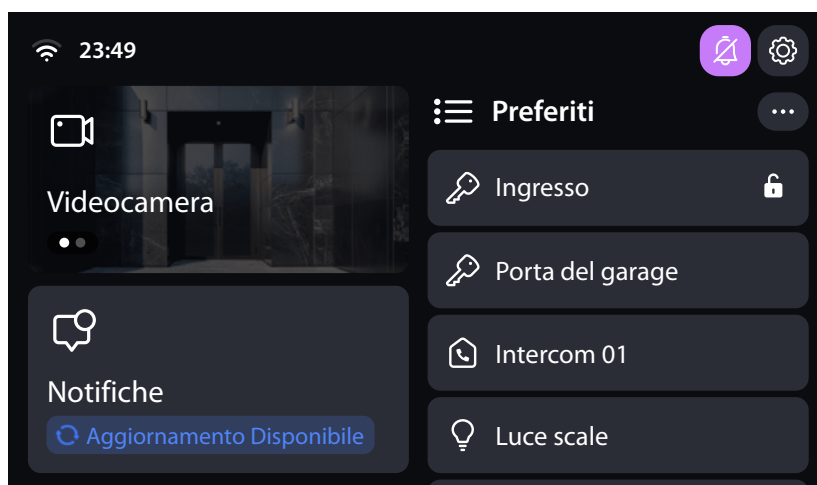 23:49
Videocamera
Notifiche
Aggiornamento Disponibile
Preferiti
Ingresso
Porta del garage
Intercom 01
Luce scale